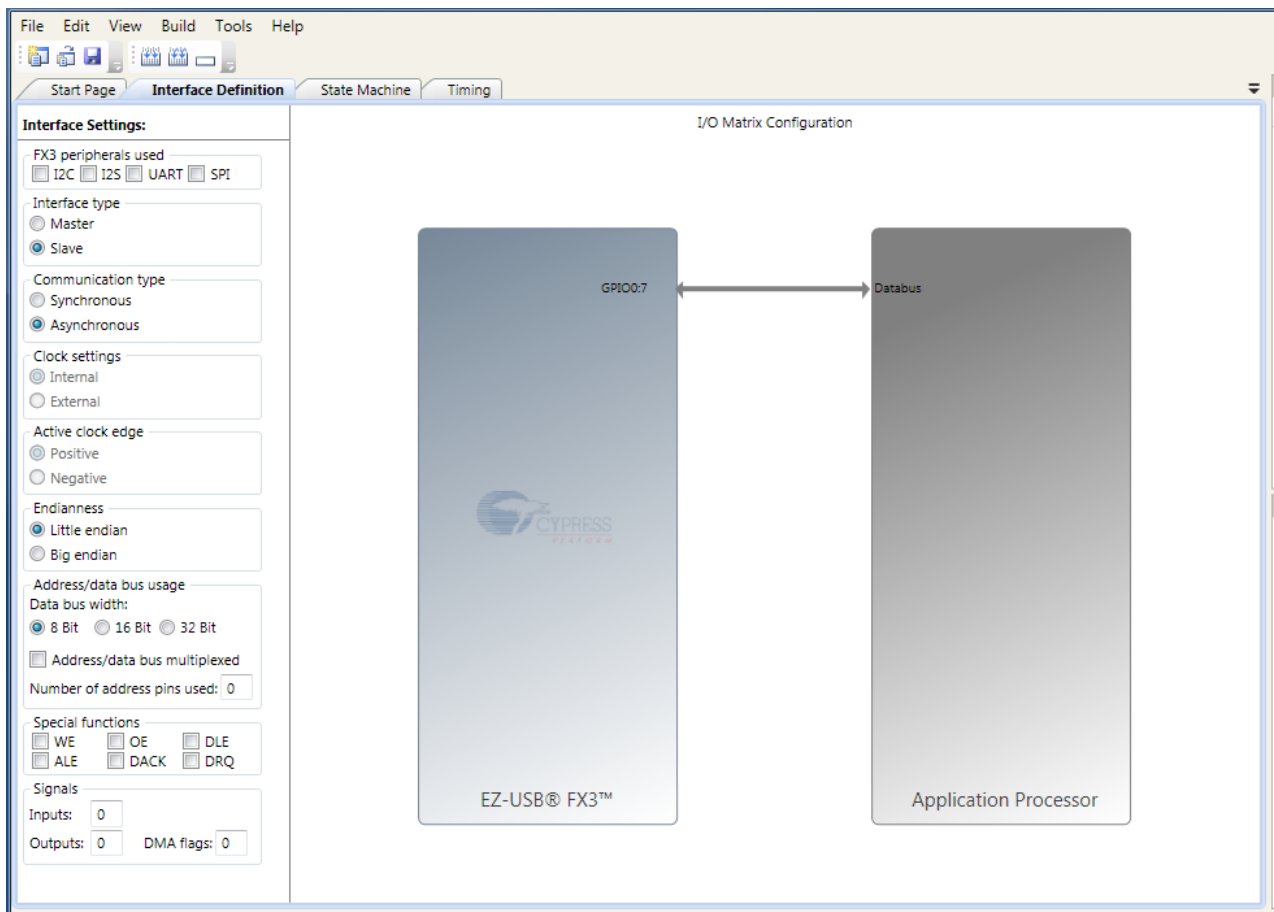 File Edit View Build Tools Help
Start Page Interface Definition State Machine Timing
Interface Settings:
I/O Matrix Configuration
FX3 peripherals used
I2C I2S UART SPI
Interface type
Master
Slave
Communication type
Synchronous
Asynchronous
Clock settings
Internal
External
Active clock edge
Positive
Negative
Endianness
Little endian
Big endian
Address/data bus usage
Data bus width:
8 Bit 16 Bit 32 Bit
Address/data bus multiplexed
Number of address pins used: 0
Special functions
WE OE DLE
ALE DACK DRQ
Signals
Inputs: 0
Outputs: 0 DMA flags: 0
GPIO0:7
Databus
CYPRESS
PERFORM
EZ-USB® FX3™
Application Processor